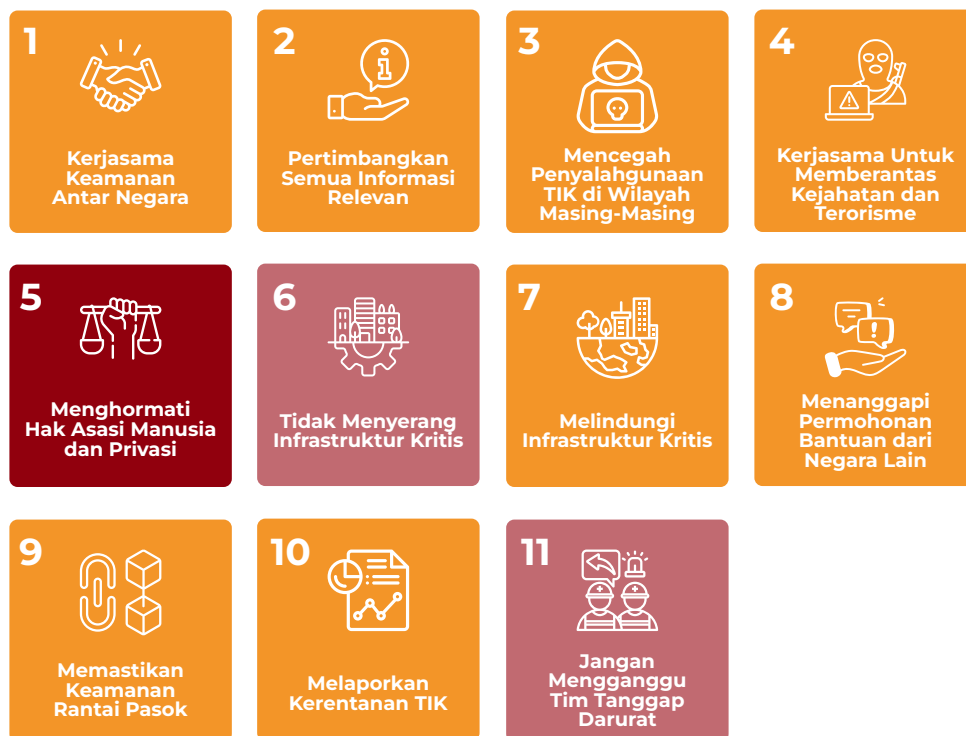 1
Kerjasama
Keamanan
Antar Negara
2
Pertimbangkan
Semua Informasi
Relevan
3
Mencegah
Penyalahgunaan
TIK di Wilayah
Masing-Masing
4
Kerjasama Untuk
Memberantas
Kejahatan dan
Terorisme
5
Menghormati
Hak Asasi Manusia
dan Privasi
6
Tidak Menyerang
Infrastruktur Kritis
7
Melindungi
Infrastruktur Kritis
8
Menanggapi
Permohonan
Bantuan dari
Negara Lain
9
Memastikan
Keamanan
Rantai Pasok
10
Melaporkan
Kerentanan TIK
11
Jangan
Mengganggu
Tim Tanggap
Darurat